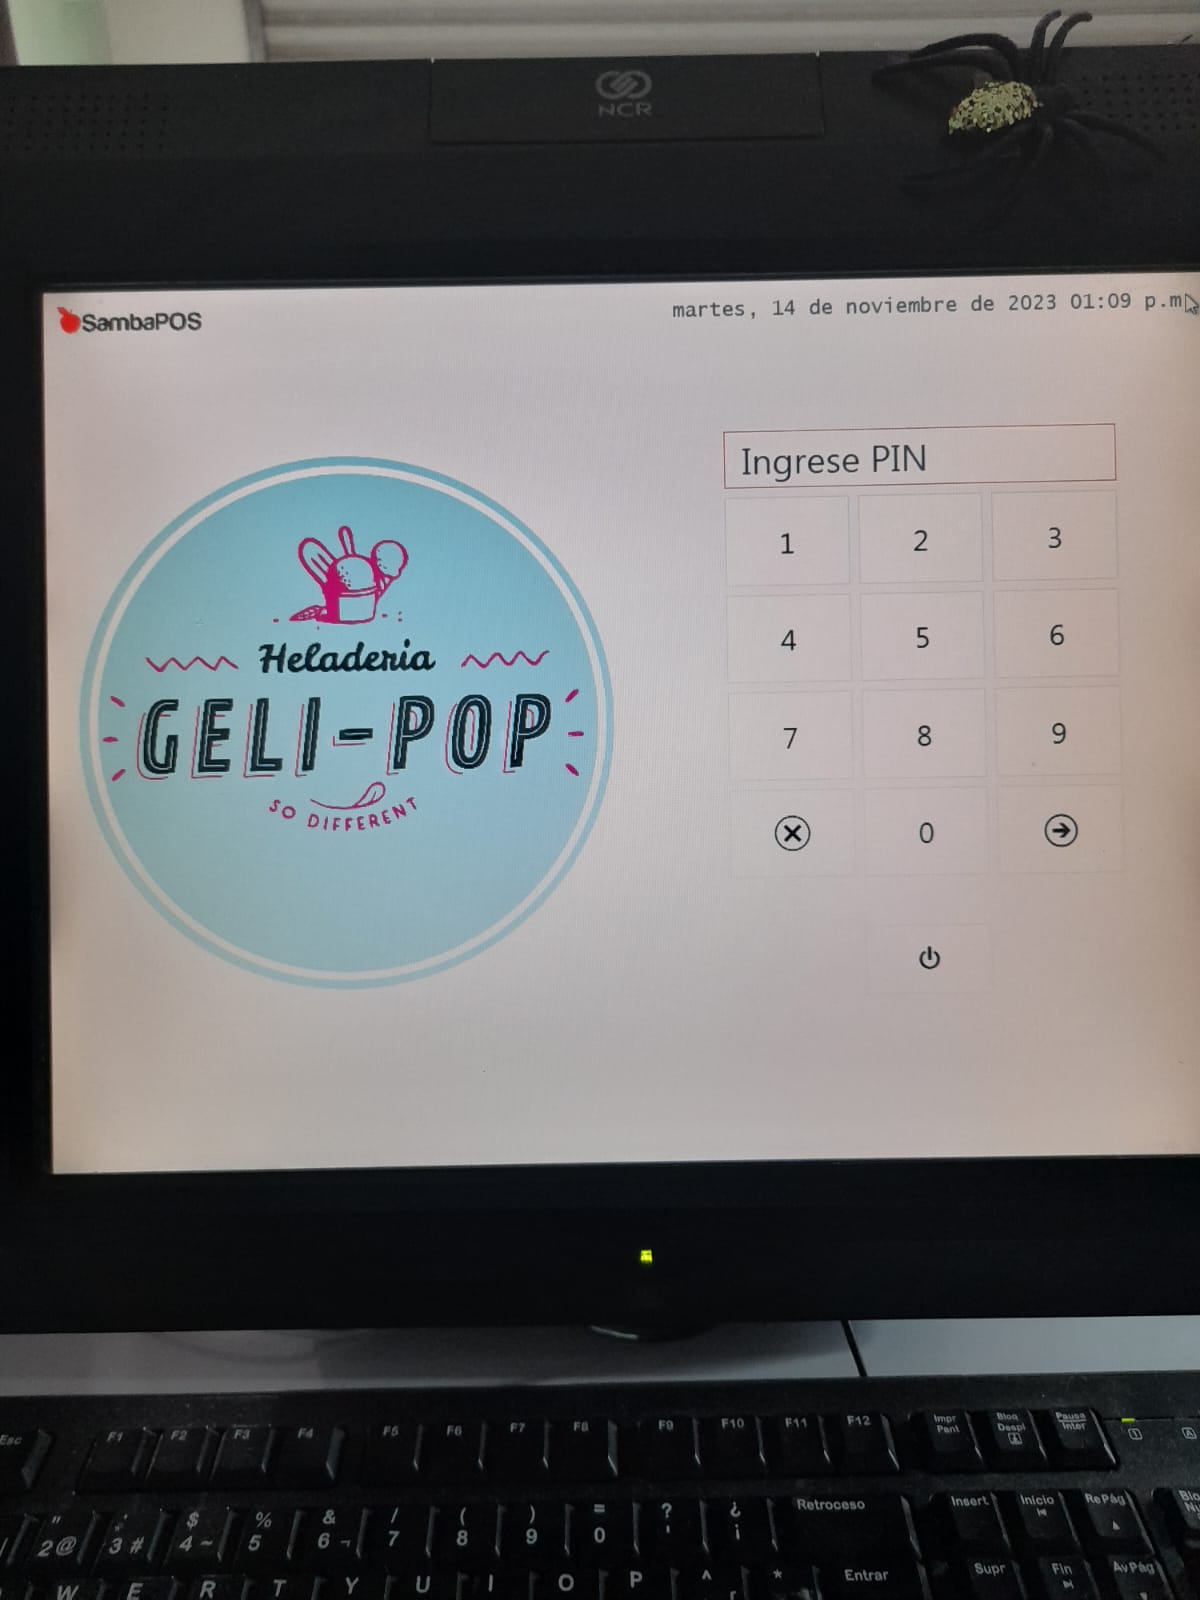 NCR
SambaPOS
martes, 14 de noviembre de 2023 01:09 p.m
Ingrese PIN
1 2 3
4 5 6
7 8 9
0
Heladeria
GELI-POP
SO DIFFERENT
Esc F1 F2 F3 F4 F5 F6 F7 F8 F9 F10 F11 F12 Impr Pant Bloq Despl Pausa Inter
" · $ % & / ( ) = ? ¿ Retroceso Insert Inicio RePág
2@ 3# 4~ 5 6¬ 7 8 9 0 ' ¡
W E R T Y U I O P ^ * Entrar Supr Fin AvPág